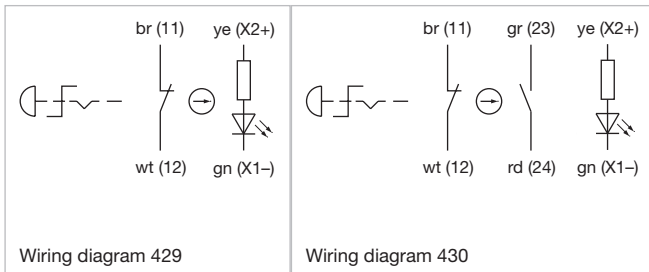 br (11) ye (X2+)
wt (12) gn (X1–)
Wiring diagram 429
br (11) gr (23) ye (X2+)
wt (12) rd (24) gn (X1–)
Wiring diagram 430